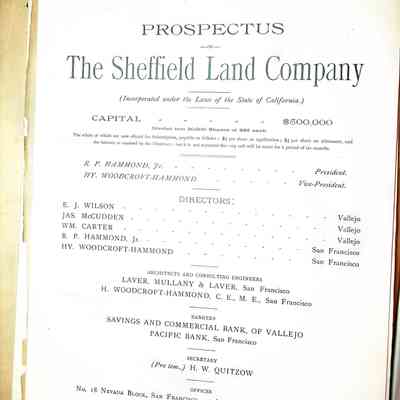 PROSPECTUS
OF
The Sheffield Land Company
(Incorporated under the Laws of the State of California.)
CAPITAL - - - - - $500,000
R. P. HAMMOND, Jr. - - - - - President.
HY. WOODCROFT-HAMMOND - - - - Vice-President.
DIRECTORS:
E. J. WILSON - - - - - - - Vallejo
JAS. McCUDDEN - - - - - - Vallejo
WM. CARTER - - - - - - - Vallejo
R. P. HAMMOND, Jr. - - - - - San Francisco
HY. WOODCROFT-HAMMOND - - - - San Francisco
ARCHITECTS AND CONSULTING ENGINEERS
LAVER, MULLANY & LAVER, San Francisco
H. WOODCROFT-HAMMOND, C. E., M. E., San Francisco
BANKERS
SAVINGS AND COMMERCIAL BANK, OF VALLEJO
PACIFIC BANK, San Francisco
SECRETARY
(Pro tem.) H. W. QUITZOW
OFFICES
No. 18 NEVADA BLOCK, SAN FRANCISCO